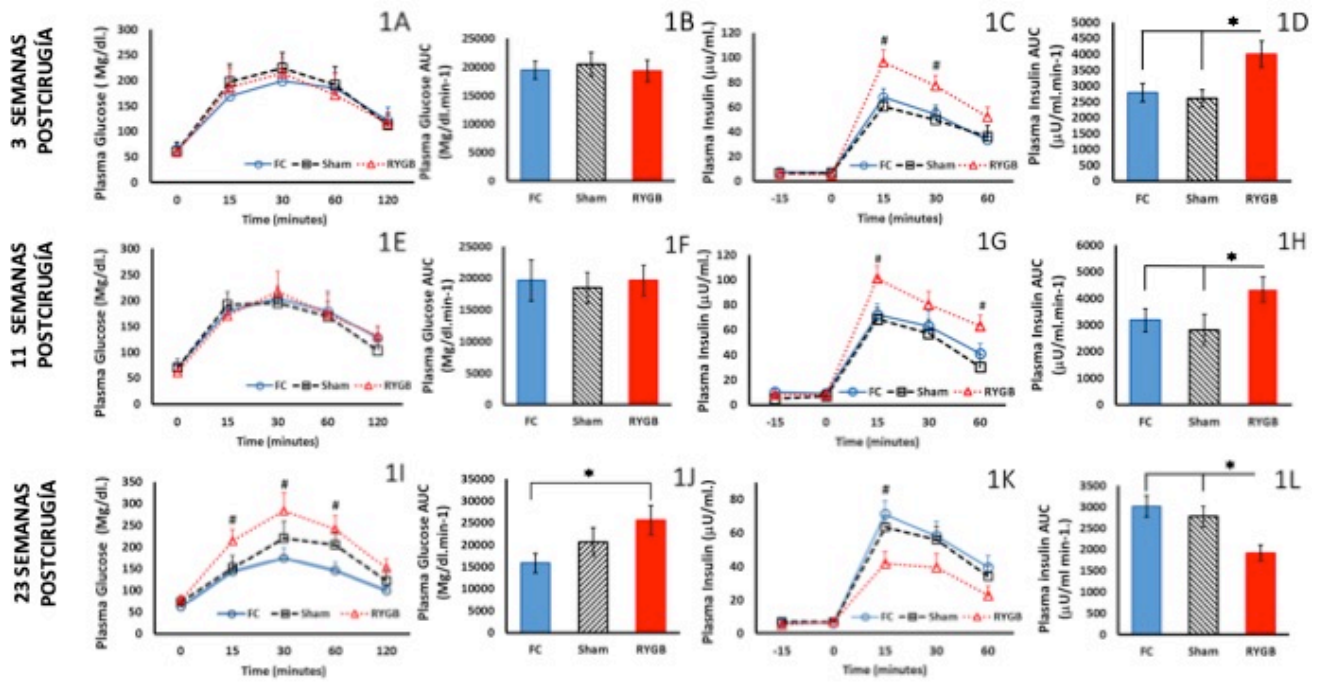 3 SEMANAS
POSTCIRUGÍA
1A
Plasma Glucose ( Mg/dl.)
300
250
200
150
100
50
0
FC Sham RYGB
0 15 30 60 120
Time (minutes)
1B
Plasma Glucose AUC
(Mg/dl.min-1)
25000
20000
15000
10000
5000
0
FC Sham RYGB
1C
Plasma Insulin (μu/ml.)
120
100
80
60
40
20
0
# #
FC Sham RYGB
-15 0 15 30 60
Time (minutes)
1D
Plasma Insulin AUC
(μU/ml.min-1)
5000
4500
4000
3500
3000
2500
2000
1500
1000
500
0
*
FC Sham RYGB
11 SEMANAS
POSTCIRUGÍA
1E
Plasma Glucose (Mg/dl.)
300
250
200
150
100
50
0
FC Sham RYGB
0 15 30 60 120
Time (minutes)
1F
Plasma Glucose AUC
(Mg/dl.min-1)
25000
20000
15000
10000
5000
0
FC Sham RYGB
1G
Plasma Insulin (μU/ml.)
120
100
80
60
40
20
0
# #
FC Sham RYGB
-15 0 15 30 60
Time (minutes)
1H
Plasma Insulin AUC
(μU/ml.min-1)
6000
5000
4000
3000
2000
1000
0
*
FC Sham RYGB
23 SEMANAS
POSTCIRUGÍA
1I
Plasma Glucose (Mg/dl.)
350
300
250
200
150
100
50
0
# # #
FC Sham RYGB
0 15 30 60 120
Time (minutes)
1J
Plasma Glucose AUC
(Mg/dl.min-1)
35000
30000
25000
20000
15000
10000
5000
0
*
FC Sham RYGB
1K
Plasma Insulin (μU/ml.)
80
60
40
20
0
#
FC Sham RYGB
-15 0 15 30 60
Time (minutes)
1L
Plasma insulin AUC
(μU/ml min-1.)
3500
3000
2500
2000
1500
1000
500
0
*
FC Sham RYGB